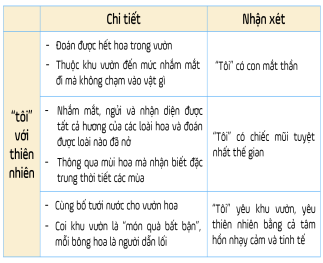 Chi tiết
Nhận xét
“tôi”
với
thiên
nhiên
- Đoán được hết hoa trong vườn
- Thuộc khu vườn đến mức nhắm mắt
đi mà không chạm vào vật gì
“Tôi” có con mắt thần
- Nhắm mắt, ngửi và nhận diện được
tất cả hương của các loài hoa và đoán
được loài nào đã nở
- Thông qua mùi hoa mà nhận biết đặc
trưng thời tiết các mùa
“Tôi” có chiếc mũi tuyệt
nhất thế gian
- Cùng bố tưới nước cho vườn hoa
- Coi khu vườn là “món quà bất bận”,
mỗi bông hoa là người dẫn lối
“Tôi” yêu khu vườn, yêu
thiên nhiên bằng cả tâm
hồn nhạy cảm và tinh tế